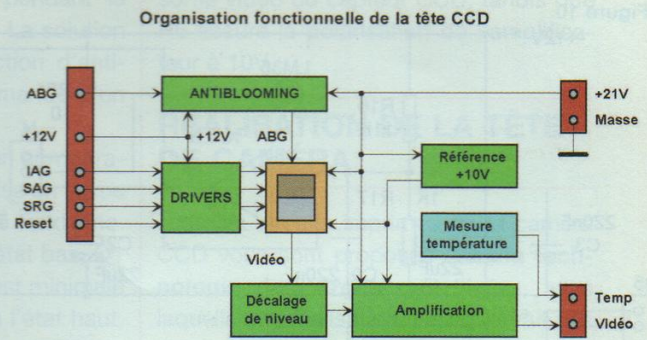 Organisation fonctionnelle de la tête CCD
ABG
ANTIBLOOMING
+21V
Masse
+12V
+12V
ABG
Référence
+10V
IAG
SAG
SRG
Reset
DRIVERS
Mesure
température
VIdéo
Décalage
de niveau
Amplification
Temp
VIdéo